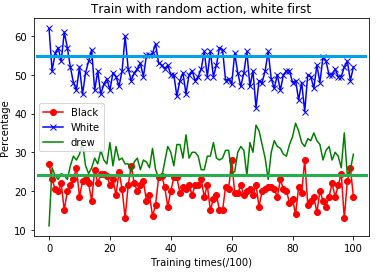 Train with random action, white first
60
50
40
30
20
10
Percentage
Black
White
drew
0
20
40
60
80
100
Training times(/100)